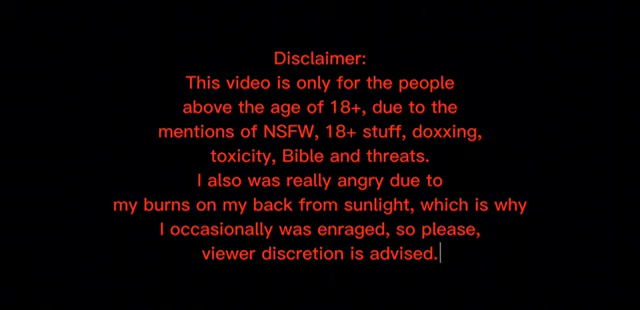 Disclaimer:
This video is only for the people
above the age of 18+, due to the
mentions of NSFW, 18+ stuff, doxxing,
toxicity, Bible and threats.
I also was really angry due to
my burns on my back from sunlight, which is why
I occasionally was enraged, so please,
viewer discretion is advised.